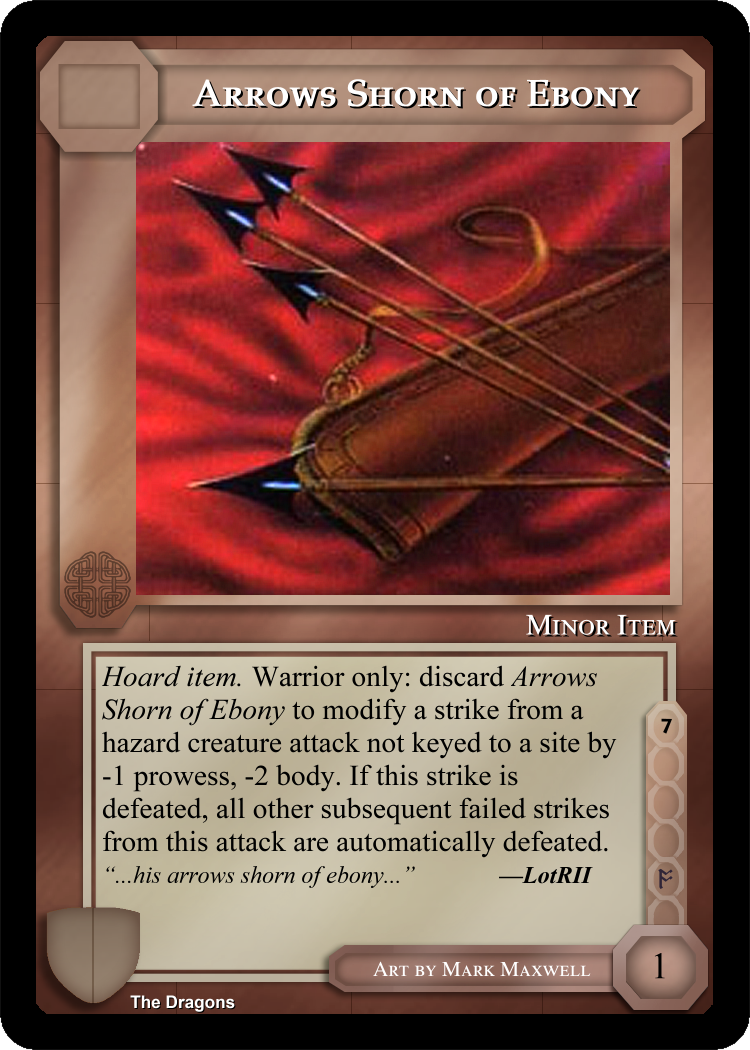 Arrows Shorn of Ebony
Minor Item
Hoard item. Warrior only: discard Arrows
Shorn of Ebony to modify a strike from a
hazard creature attack not keyed to a site by
-1 prowess, -2 body. If this strike is
defeated, all other subsequent failed strikes
from this attack are automatically defeated.
“...his arrows shorn of ebony...” —LotRII
7
Art by Mark Maxwell
1
The Dragons